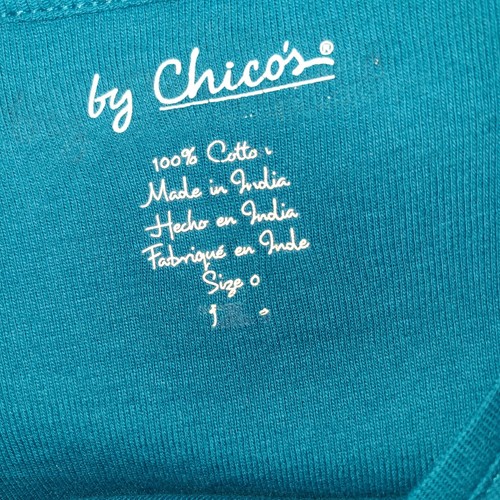 by Chico's®
100% Cotto
Made in India
Hecho en India
Fabriqué en Inde
Size 0